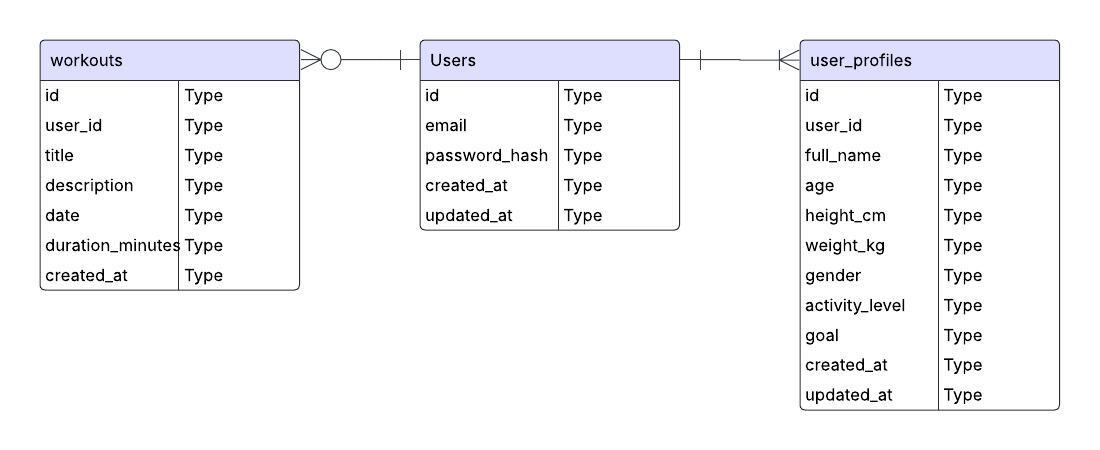 workouts
id Type
user_id Type
title Type
description Type
date Type
duration_minutes Type
created_at Type
Users
id Type
email Type
password_hash Type
created_at Type
updated_at Type
user_profiles
id Type
user_id Type
full_name Type
age Type
height_cm Type
weight_kg Type
gender Type
activity_level Type
goal Type
created_at Type
updated_at Type